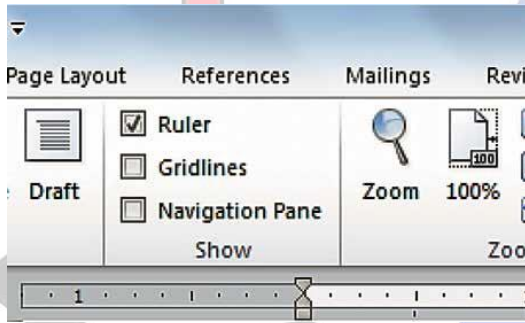 Page Layout References Mailings
Ruler
Gridlines
Draft
Navigation Pane
Zoom 100%
100
Show
1